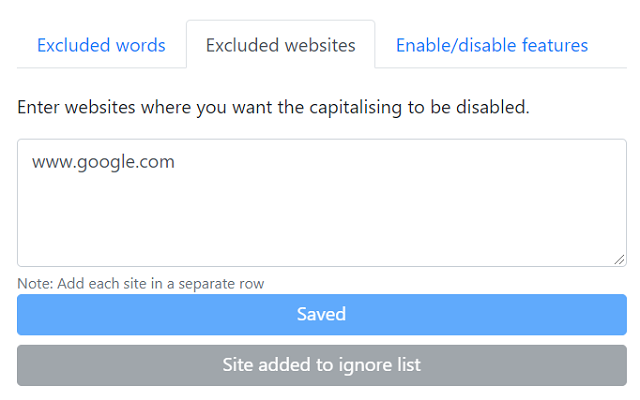 Excluded words
Excluded websites
Enable/disable features
Enter websites where you want the capitalising to be disabled.
www.google.com
Note: Add each site in a separate row
Saved
Site added to ignore list